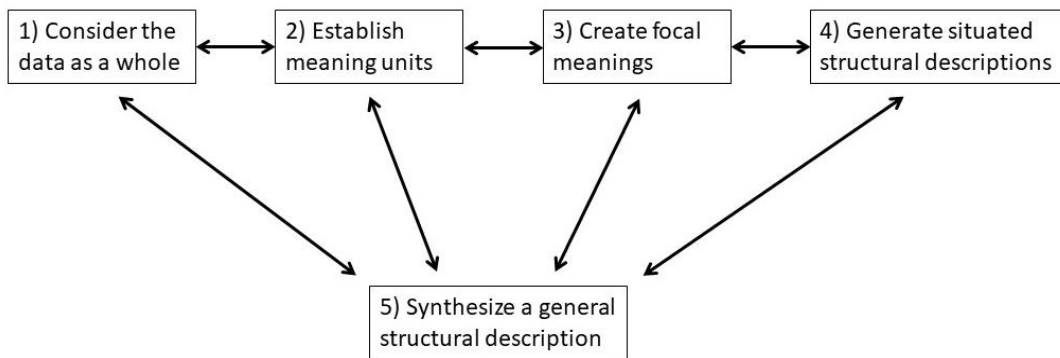 1) Consider the
data as a whole
2) Establish
meaning units
3) Create focal
meanings
4) Generate situated
structural descriptions
5) Synthesize a general
structural description